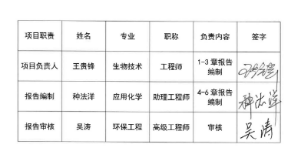 项目职责 姓名 专业 职称 负责内容 签字
项目负责人 王贵锋 生物技术 工程师 1-3 章报告编制
报告编制 种法洋 应用化学 助理工程师 4-6 章报告编制 种法洋
报告审核 吴涛 环保工程 高级工程师 审核 吴涛